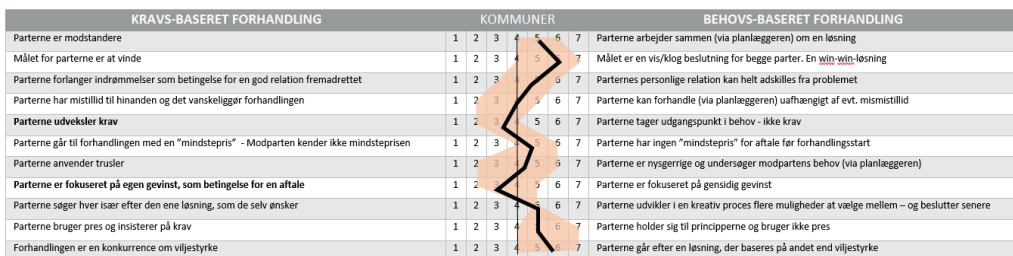 KRAVS-BASERET FORHANDLING KOMMUNER BEHOVS-BASERET FORHANDLING
Parterne er modstandere 1 2 3 4 5 6 7 Parterne arbejder sammen (via planlæggeren) om en løsning
Målet for parterne er at vinde 1 2 3 4 5 6 7 Målet er en vis/klog beslutning for begge parter. En win-win-løsning
Parterne forlanger indrømmelser som betingelse for en god relation fremadrettet 1 2 3 4 5 6 7 Parternes personlige relation kan helt adskilles fra problemet
Parterne har mistillid til hinanden og det vanskeliggør forhandlingen 1 2 3 4 5 6 7 Parterne kan forhandle (via planlæggeren) uafhængigt af evt. mismistillid
Parterne udveksler krav 1 2 3 4 5 6 7 Parterne tager udgangspunkt i behov - ikke krav
Parterne går til forhandlingen med en ”mindstepris” - Modparten kender ikke mindsteprisen 1 2 3 4 5 6 7 Parterne har ingen ”mindstepris” for aftale før forhandlingsstart
Parterne anvender trusler 1 2 3 4 5 6 7 Parterne er nysgerrige og undersøger modpartens behov (via planlæggeren)
Parterne er fokuseret på egen gevinst, som betingelse for en aftale 1 2 3 4 5 6 7 Parterne er fokuseret på gensidig gevinst
Parterne søger hver især efter den ene løsning, som de selv ønsker 1 2 3 4 5 6 7 Parterne udvikler i en kreativ proces flere muligheder at vælge mellem – og beslutter senere
Parterne bruger pres og insisterer på krav 1 2 3 4 5 6 7 Parterne holder sig til principperne og bruger ikke pres
Forhandlingen er en konkurrence om viljestyrke 1 2 3 4 5 6 7 Parterne går efter en løsning, der baseres på andet end viljestyrke